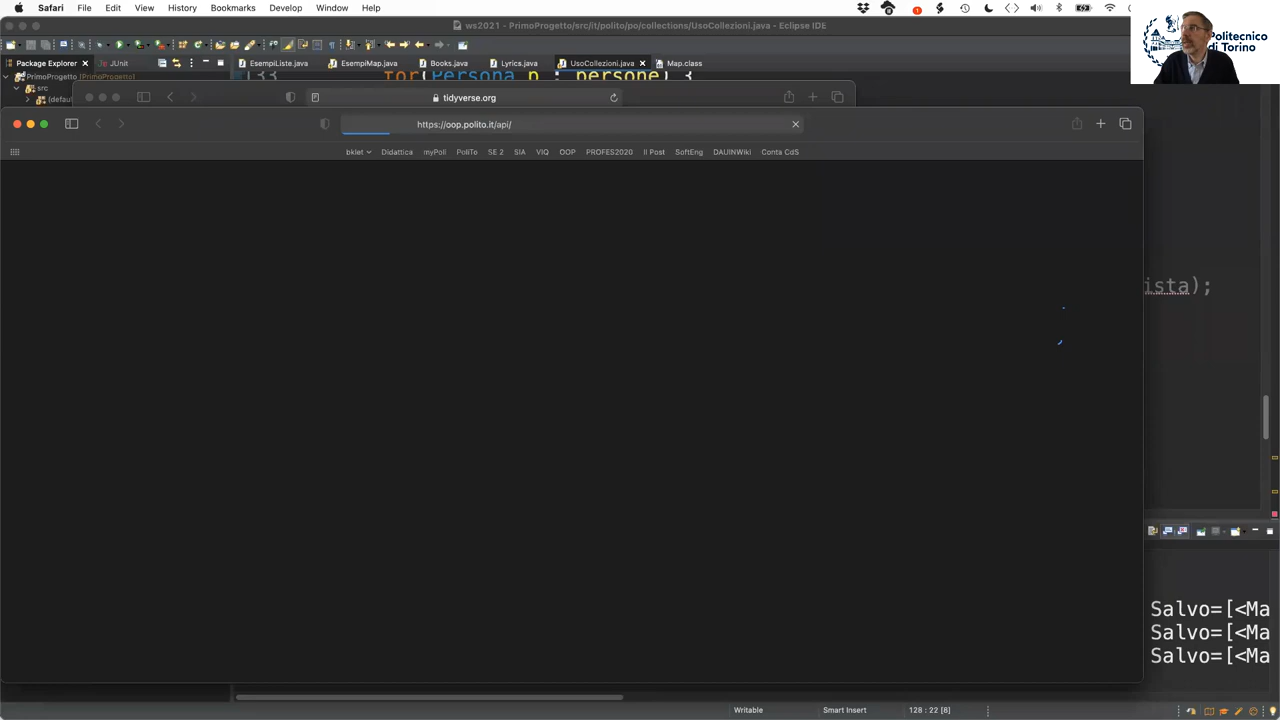 Safari File Edit View History Bookmarks Develop Window Help
ws2021 - PrimoProgetto/src/it/polito/po/collections/UsoCollezioni.java - Eclipse IDE
Politecnico
di Torino
Package Explorer JUnit EsempiListe.java EsempiMap.java Books.java Lyrics.java UsoCollezioni.java Map.class
PrimoProgetto [PrimoProgetto] 133 for(Persona p : persone) {
src
(defau
tidyverse.org
https://oop.polito.it/api/
bklet Didattica myPoli PoliTo SE 2 SIA VIQ OOP PROFES2020 Il Post SoftEng DAUINWiki Conta CdS
ista);
Salvo=[<Ma
Salvo=[<Ma
Salvo=[<Ma
Writable Smart Insert 128 : 22 [6]